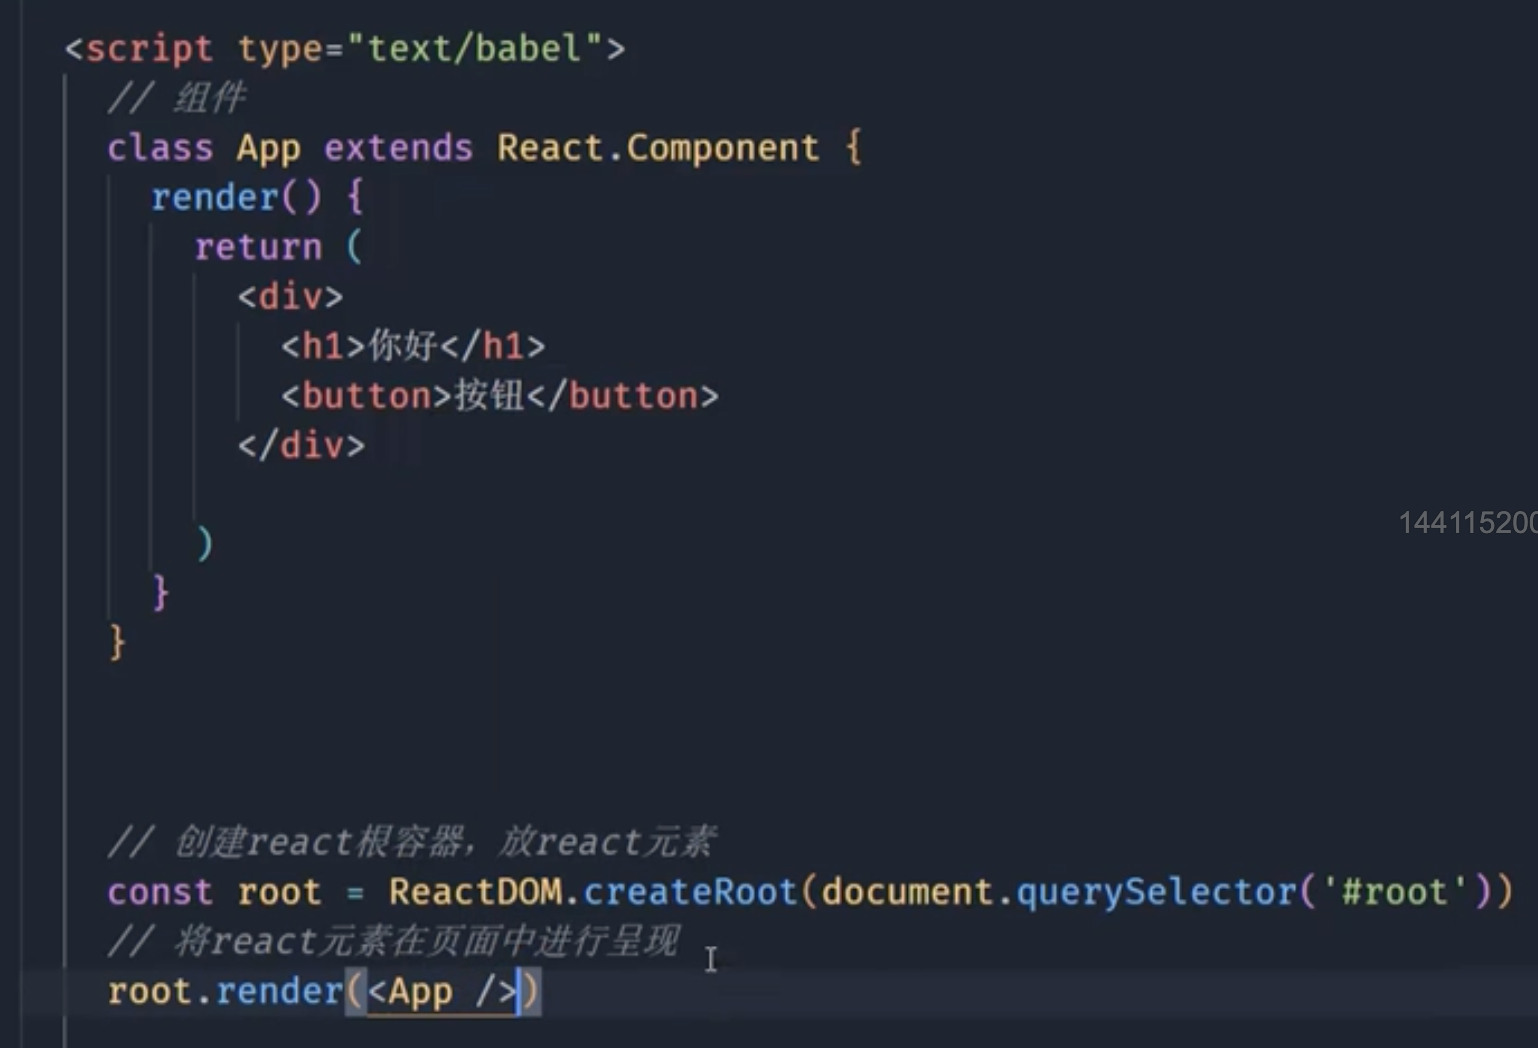 <script type="text/babel">
// 组件
class App extends React.Component {
render() {
return (
<div>
<h1>你好</h1>
<button>按钮</button>
</div>
)
}
}
144115200
// 创建react根容器，放react元素
const root = ReactDOM.createRoot(document.querySelector('#root'))
// 将react元素在页面中进行呈现
root.render(<App />)